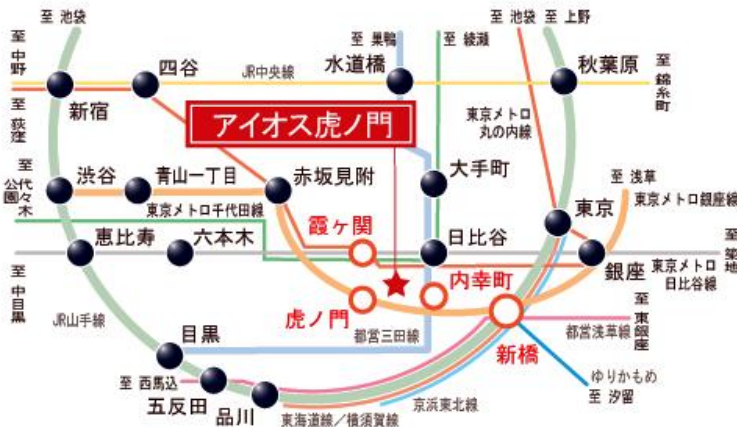 至 池袋
至 池袋
至 上野
至 中野
四谷
JR中央線
至 巣鴨
水道橋
至 綾瀬
秋葉原
至 錦糸町
新宿
至 荻窪
アイオス虎ノ門
東京メトロ
丸の内線
至 代々木公園
渋谷
青山一丁目
赤坂見附
大手町
至 浅草
東京メトロ銀座線
東京メトロ千代田線
霞ヶ関
東京
恵比寿
六本木
日比谷
銀座
至 築地
東京メトロ
日比谷線
至 中目黒
内幸町
JR山手線
虎ノ門
都営三田線
新橋
至 東銀座
都営浅草線
目黒
ゆりかもめ
至 汐留
至 西馬込
五反田
品川
東海道線/横須賀線
京浜東北線